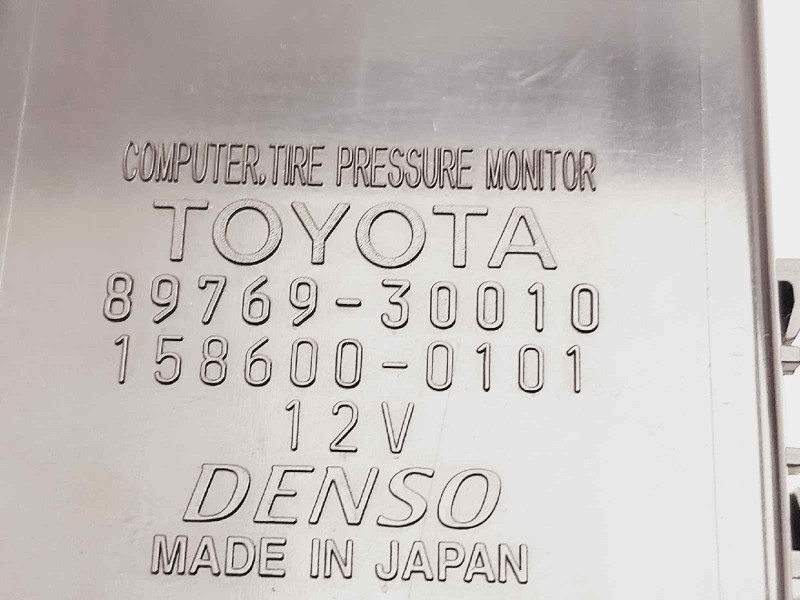 COMPUTER.TIRE PRESSURE MONITOR
TOYOTA
89769-30010
158600-0101
12V
DENSO
MADE IN JAPAN